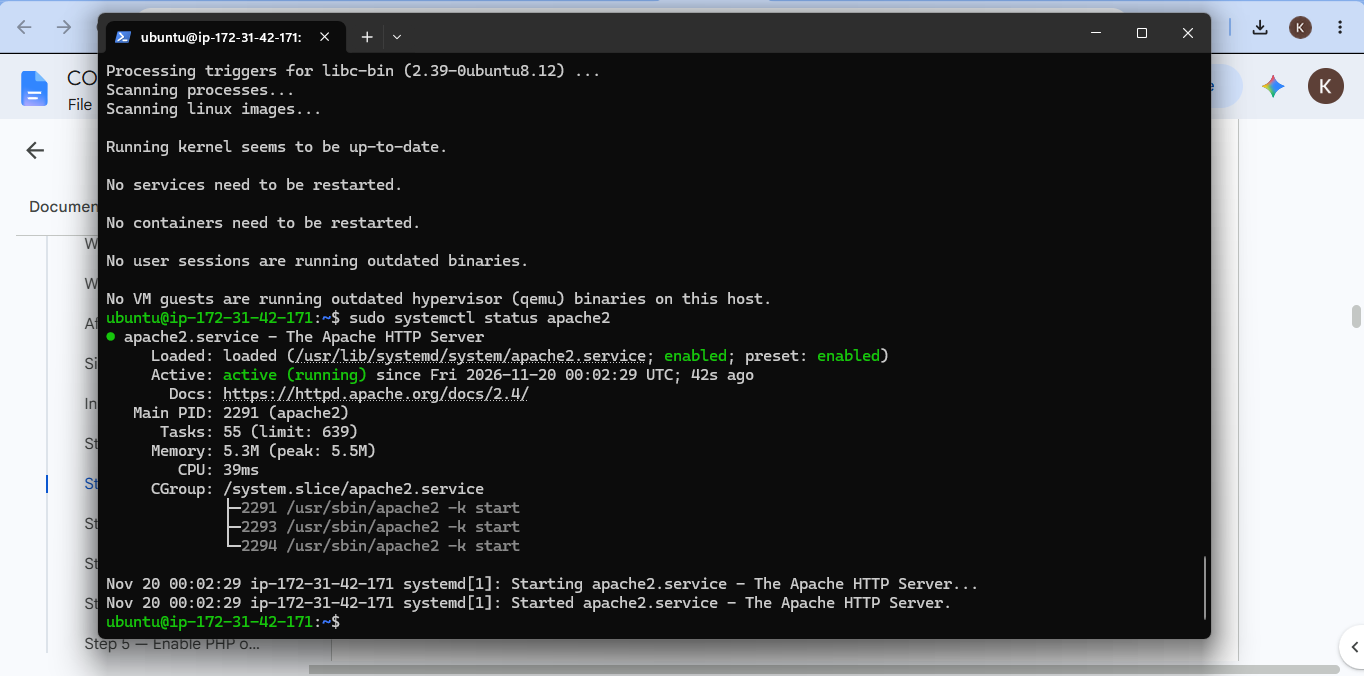 ubuntu@ip-172-31-42-171:
K
CO
File
K
Documen
Processing triggers for libc-bin (2.39-0ubuntu8.12) ...
Scanning processes...
Scanning linux images...
Running kernel seems to be up-to-date.
No services need to be restarted.
No containers need to be restarted.
No user sessions are running outdated binaries.
No VM guests are running outdated hypervisor (qemu) binaries on this host.
ubuntu@ip-172-31-42-171:~$ sudo systemctl status apache2
● apache2.service - The Apache HTTP Server
Loaded: loaded (/usr/lib/systemd/system/apache2.service; enabled; preset: enabled)
Active: active (running) since Fri 2026-11-20 00:02:29 UTC; 42s ago
Docs: https://httpd.apache.org/docs/2.4/
Main PID: 2291 (apache2)
Tasks: 55 (limit: 639)
Memory: 5.3M (peak: 5.5M)
CPU: 39ms
CGroup: /system.slice/apache2.service
├─2291 /usr/sbin/apache2 -k start
├─2293 /usr/sbin/apache2 -k start
└─2294 /usr/sbin/apache2 -k start
Nov 20 00:02:29 ip-172-31-42-171 systemd[1]: Starting apache2.service - The Apache HTTP Server...
Nov 20 00:02:29 ip-172-31-42-171 systemd[1]: Started apache2.service - The Apache HTTP Server.
ubuntu@ip-172-31-42-171:~$
Step 5 — Enable PHP o...